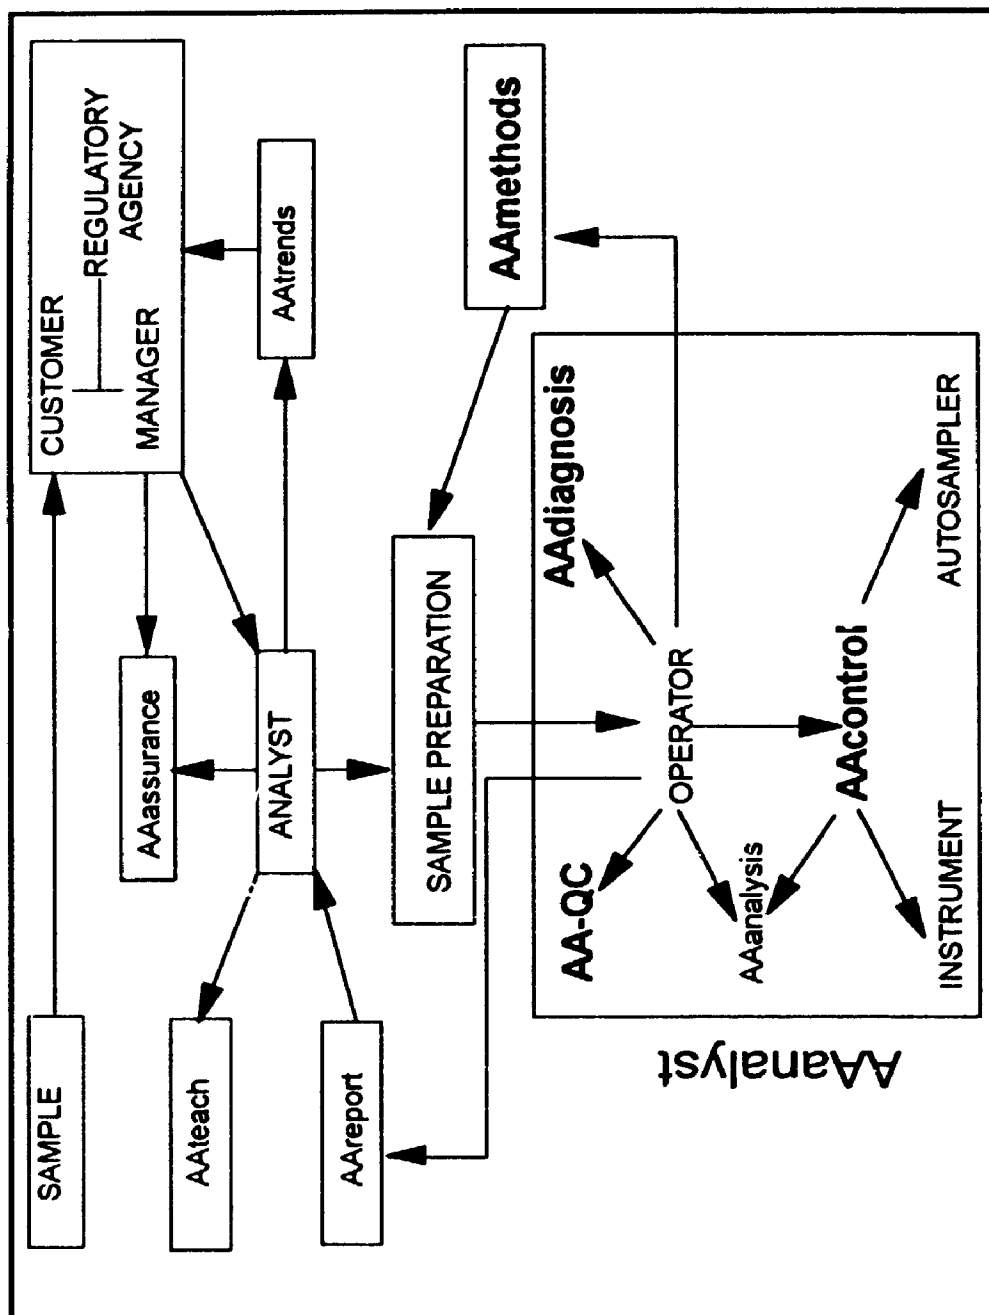 SAMPLE
CUSTOMER
REGULATORY
AGENCY
MANAGER
AAteach
AAassurance
AAtrends
AAreport
ANALYST
SAMPLE PREPARATION
AAmethods
AAanalyst
AA-QC
AAdiagnosis
OPERATOR
AAanalysis
AAcontrol
INSTRUMENT
AUTOSAMPLER